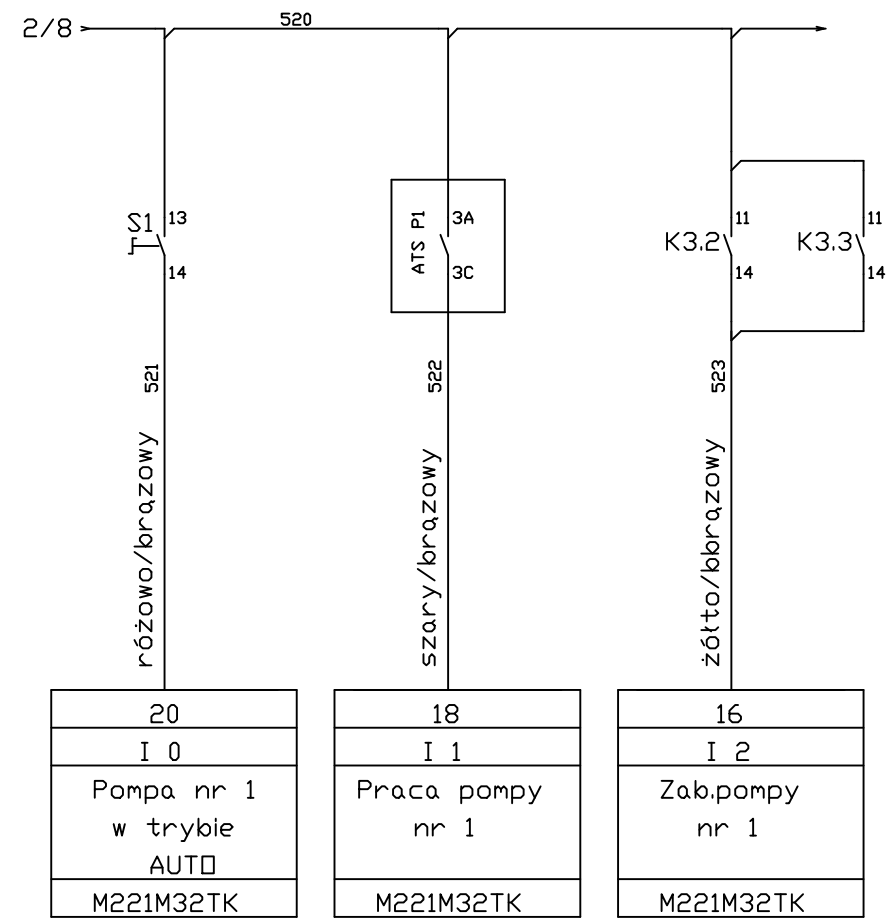 2/8
520
S1
13
14
ATS P1
3A
3C
K3.2
11
14
K3.3
11
14
521
522
523
różowo/brązowy
szary/brązowy
żółto/bbrązowy
20
I 0
Pompa nr 1
w trybie
AUTO
M221M32TK
18
I 1
Praca pompy
nr 1
M221M32TK
16
I 2
Zab.pompy
nr 1
M221M32TK